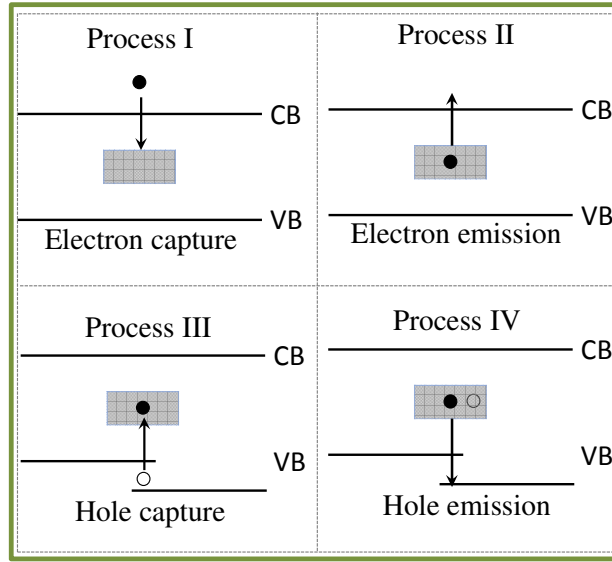 Process I
CB
VB
Electron capture
Process II
CB
VB
Electron emission
Process III
CB
VB
Hole capture
Process IV
CB
VB
Hole emission